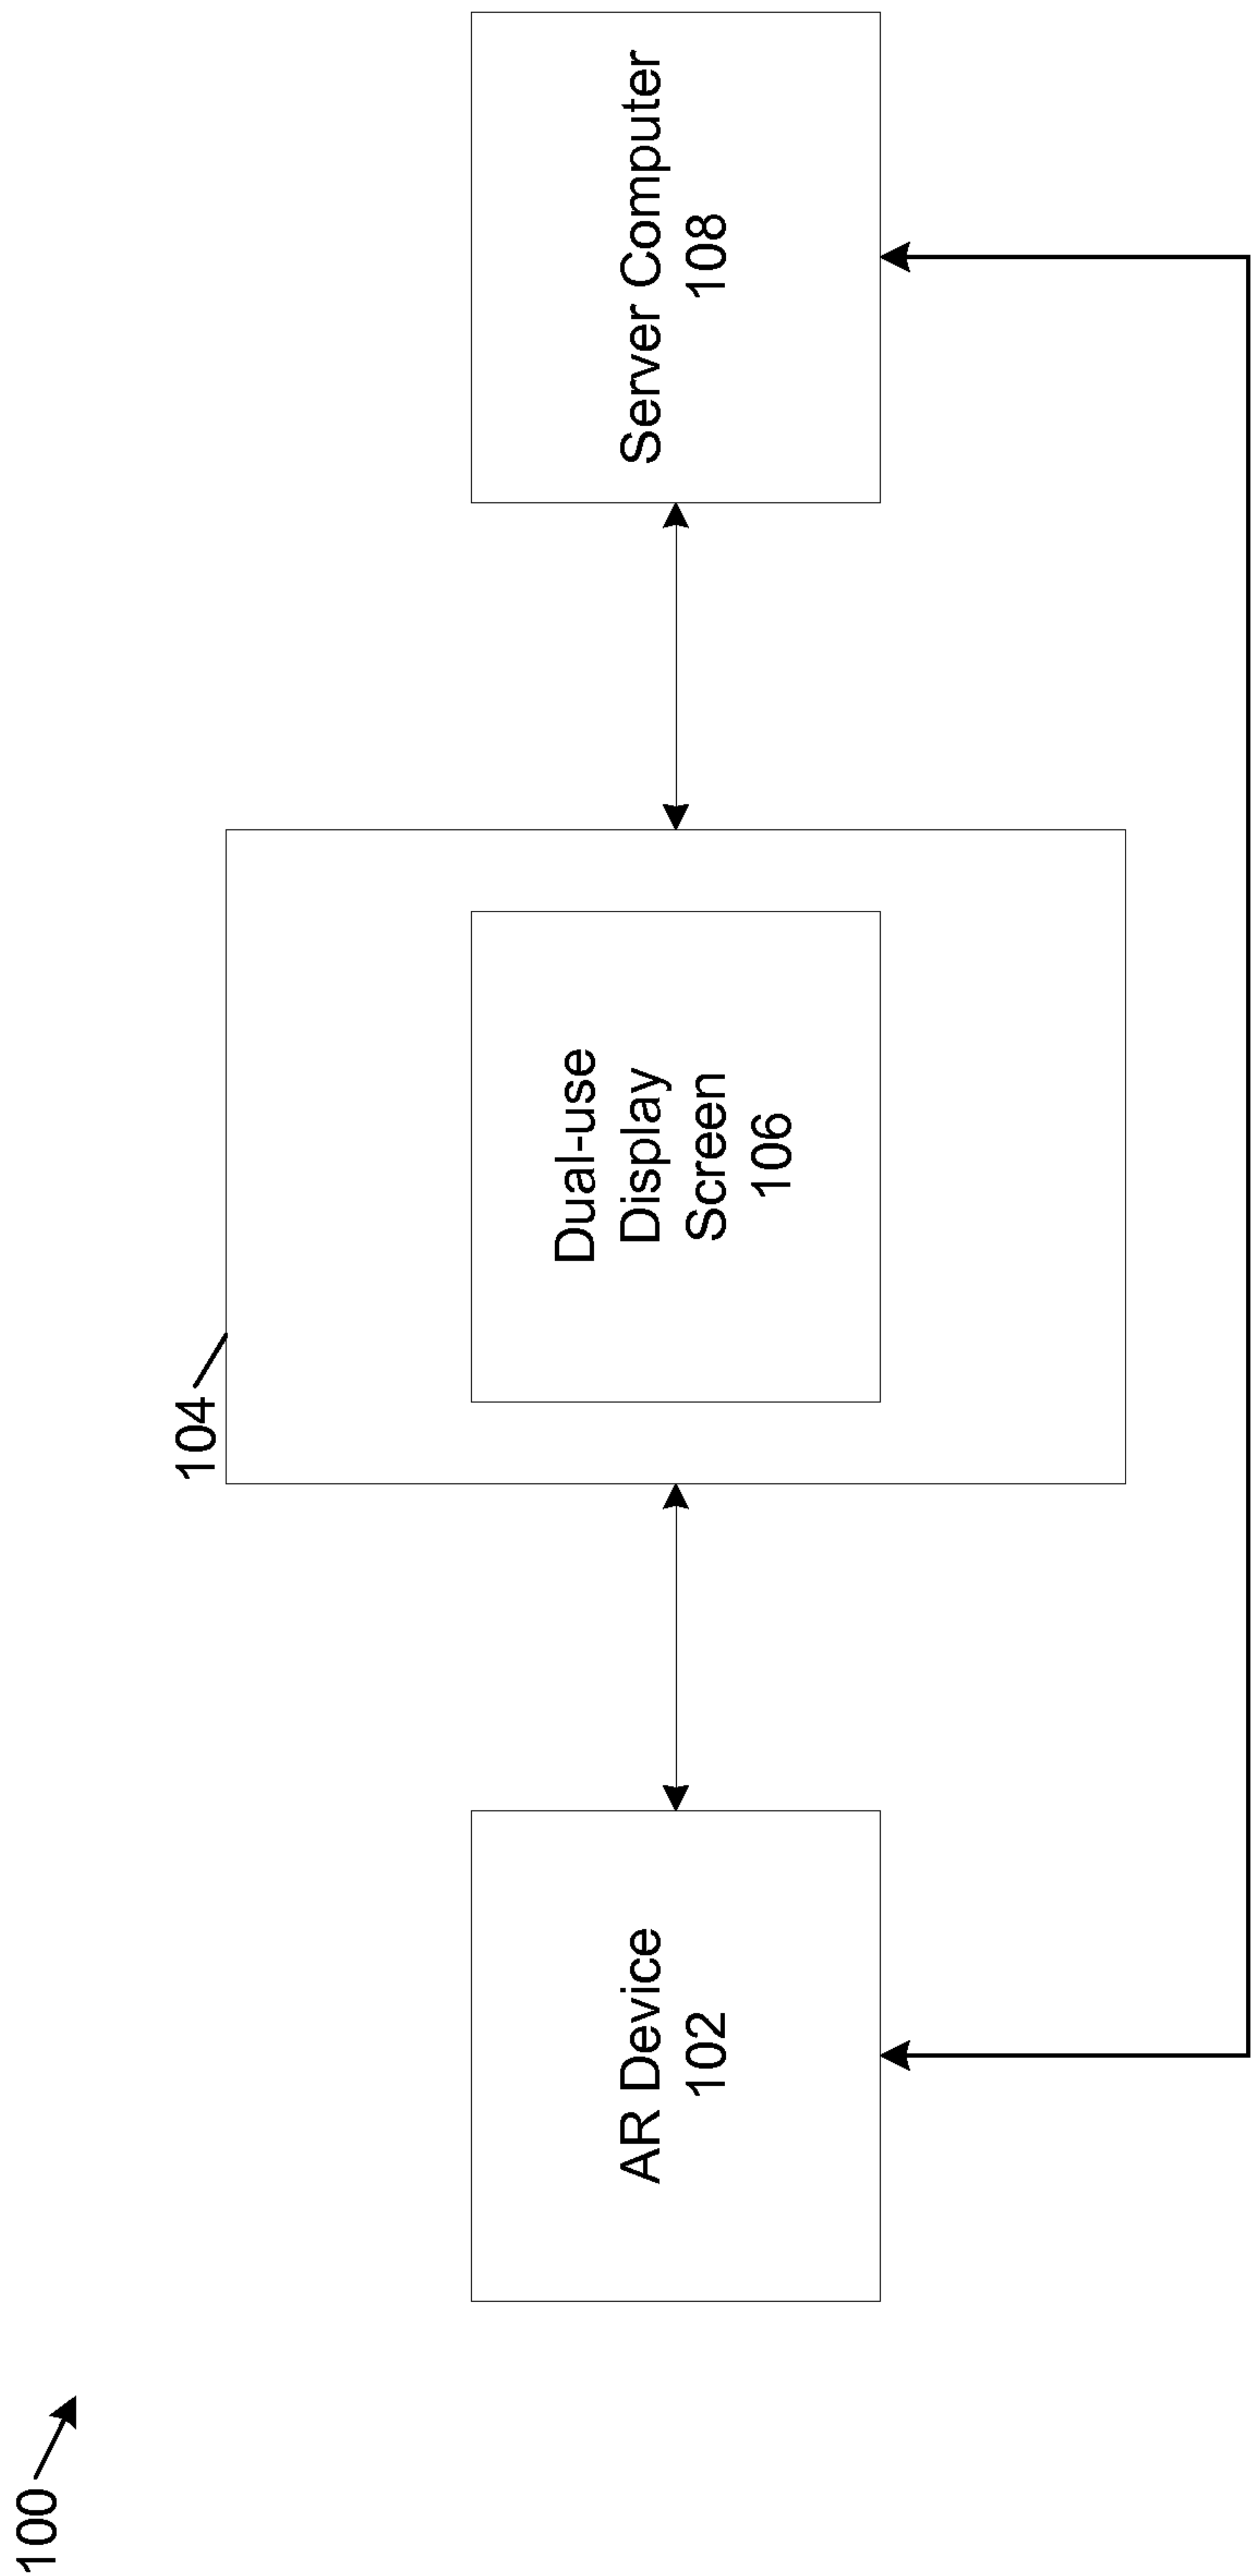 100
104
AR Device
102
Dual-use
Display
Screen
106
Server Computer
108